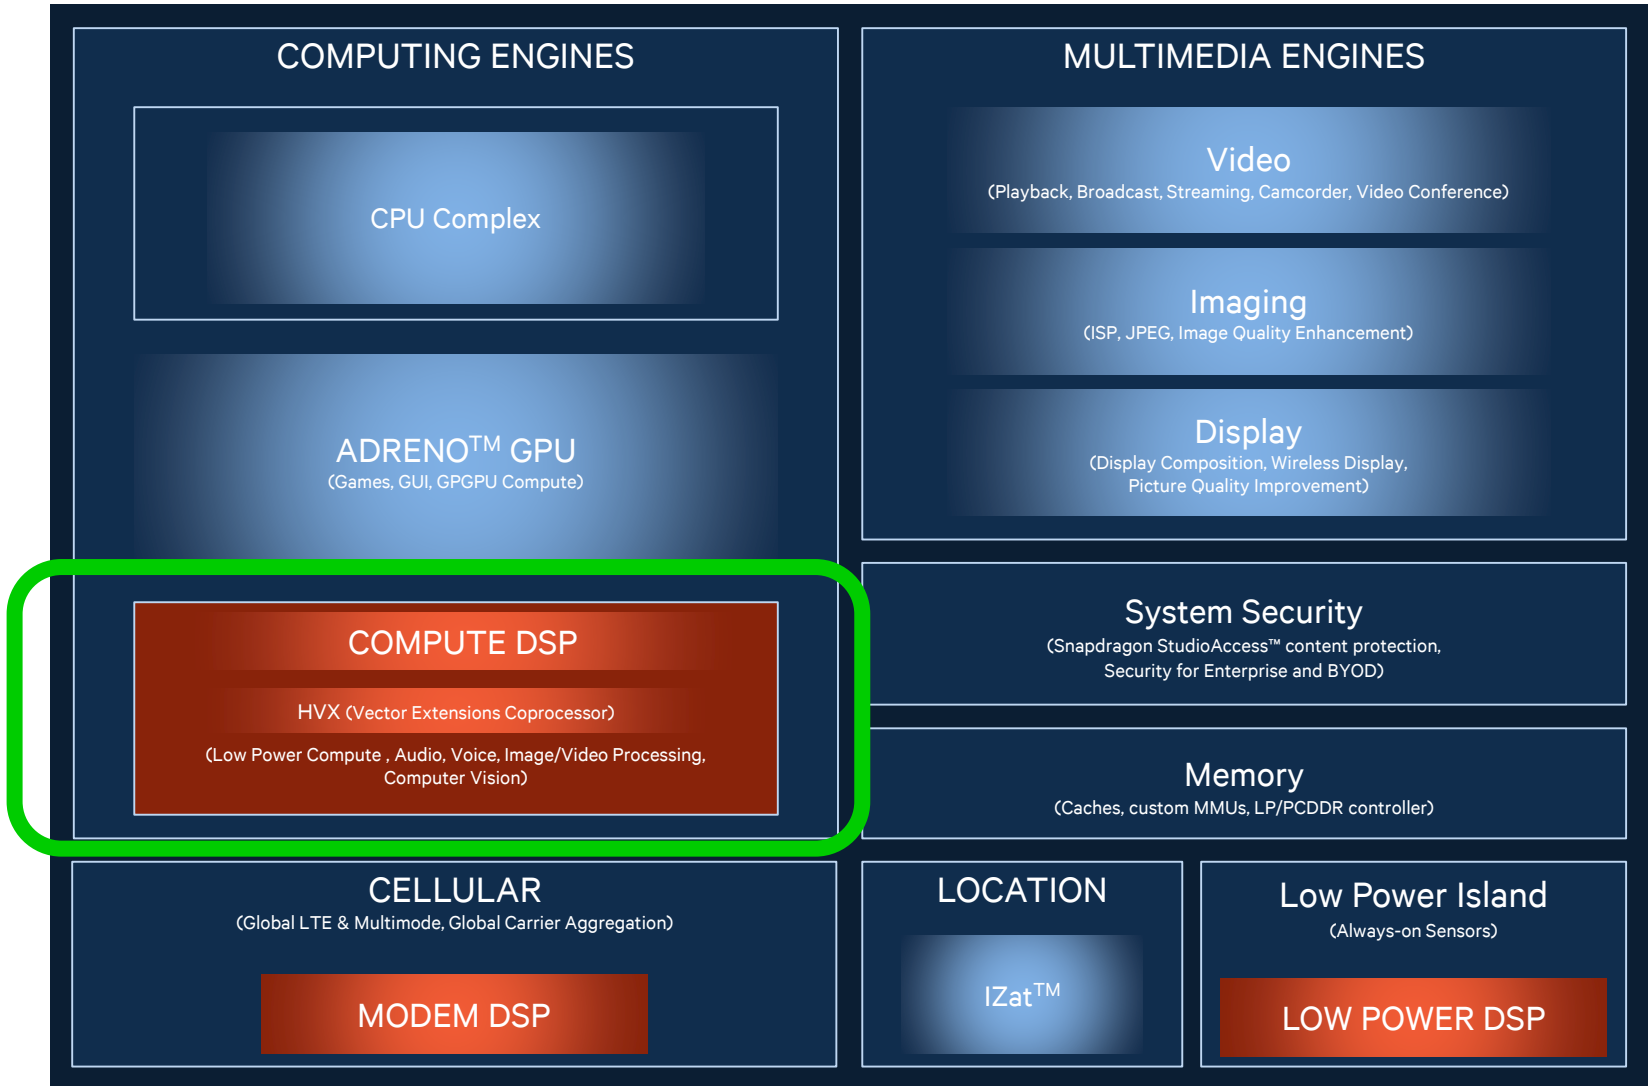 COMPUTING ENGINES
CPU Complex
ADRENO™ GPU
(Games, GUI, GPGPU Compute)
COMPUTE DSP
HVX (Vector Extensions Coprocessor)
(Low Power Compute , Audio, Voice, Image/Video Processing,
Computer Vision)
MULTIMEDIA ENGINES
Video
(Playback, Broadcast, Streaming, Camcorder, Video Conference)
Imaging
(ISP, JPEG, Image Quality Enhancement)
Display
(Display Composition, Wireless Display,
Picture Quality Improvement)
System Security
(Snapdragon StudioAccess™ content protection,
Security for Enterprise and BYOD)
Memory
(Caches, custom MMUs, LP/PCDDR controller)
CELLULAR
(Global LTE & Multimode, Global Carrier Aggregation)
MODEM DSP
LOCATION
IZat™
Low Power Island
(Always-on Sensors)
LOW POWER DSP